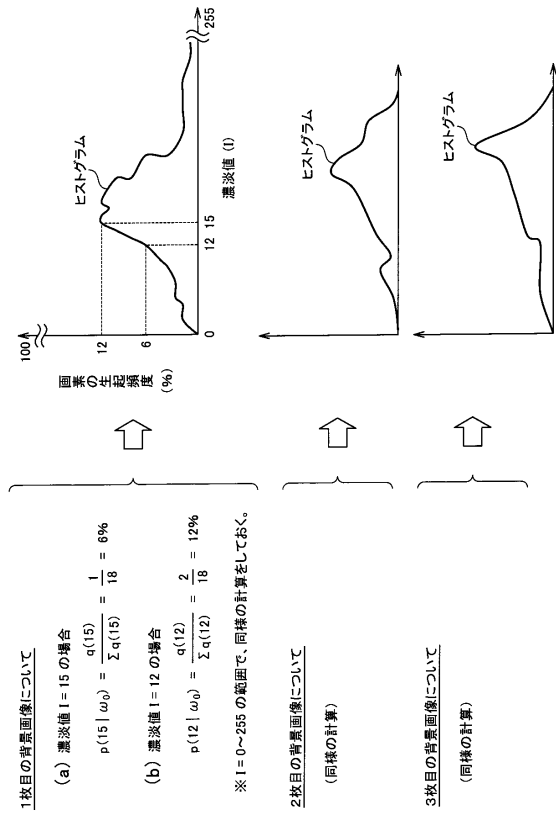 1枚目の背景画像について
(a) 濃淡値 I = 15 の場合
p(15 | ω0) = q(15) / Σ q(15) = 1 / 18 = 6%
(b) 濃淡値 I = 12 の場合
p(12 | ω0) = q(12) / Σ q(12) = 2 / 18 = 12%
※ I = 0~255 の範囲で、同様の計算をしておく。
画素の生起頻度
(%)
100
12
6
0
12
15
255
濃淡値 (I)
ヒストグラム
2枚目の背景画像について
(同様の計算)
ヒストグラム
3枚目の背景画像について
(同様の計算)
ヒストグラム